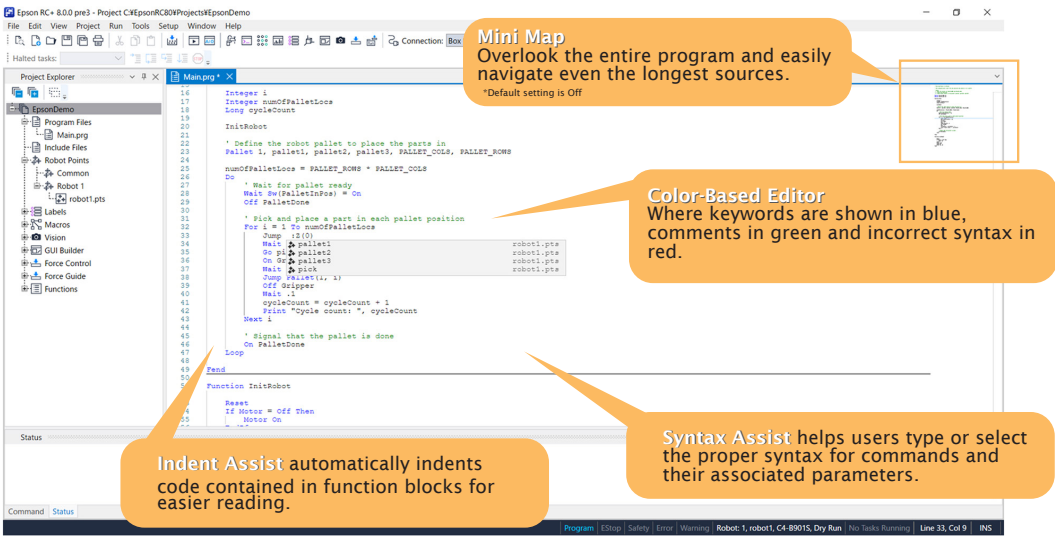 Epson RC+ 8.0.0 pre3 - Project C:¥EpsonRC80¥Projects¥EpsonDemo
File Edit View Project Run Tools Setup Window Help
Connection: Box
Halted tasks:
Mini Map
Overlook the entire program and easily
navigate even the longest sources.
*Default setting is Off
Project Explorer
EpsonDemo
Program Files
Main.prg
Include Files
Robot Points
Common
Robot 1
robot1.pts
Labels
Macros
Vision
GUI Builder
Force Control
Force Guide
Functions
Main.prg *
16 Integer i
17 Integer numOfPalletLocs
18 Long cycleCount
19
20 InitRobot
21
22 ' Define the robot pallet to place the parts in
23 Pallet 1, pallet1, pallet2, pallet3, PALLET_COLS, PALLET_ROWS
24
25 numOfPalletLocs = PALLET_ROWS * PALLET_COLS
26 Do
27 ' Wait for pallet ready
28 Wait Sw(PalletInPos) = On
29 Off PalletDone
30
31 ' Pick and place a part in each pallet position
32 For i = 1 To numOfPalletLocs
33 Jump :Z(0)
34 Wait pallet1 robot1.pts
35 Go pi pallet2 robot1.pts
36 On Gr pallet3 robot1.pts
37 Wait pick robot1.pts
38 Jump Pallet(1, i)
39 Off Gripper
40 Wait .1
41 cycleCount = cycleCount + 1
42 Print "Cycle count: ", cycleCount
43 Next i
44
45 ' Signal that the pallet is done
46 On PalletDone
47 Loop
48
49 Fend
Function InitRobot
Reset
If Motor = Off Then
Motor On
Color-Based Editor
Where keywords are shown in blue,
comments in green and incorrect syntax in
red.
Syntax Assist helps users type or select
the proper syntax for commands and
their associated parameters.
Indent Assist automatically indents
code contained in function blocks for
easier reading.
Status
Command Status
Program EStop Safety Error Warning Robot: 1, robot1, C4-B901S, Dry Run No Tasks Running Line 33, Col 9 INS